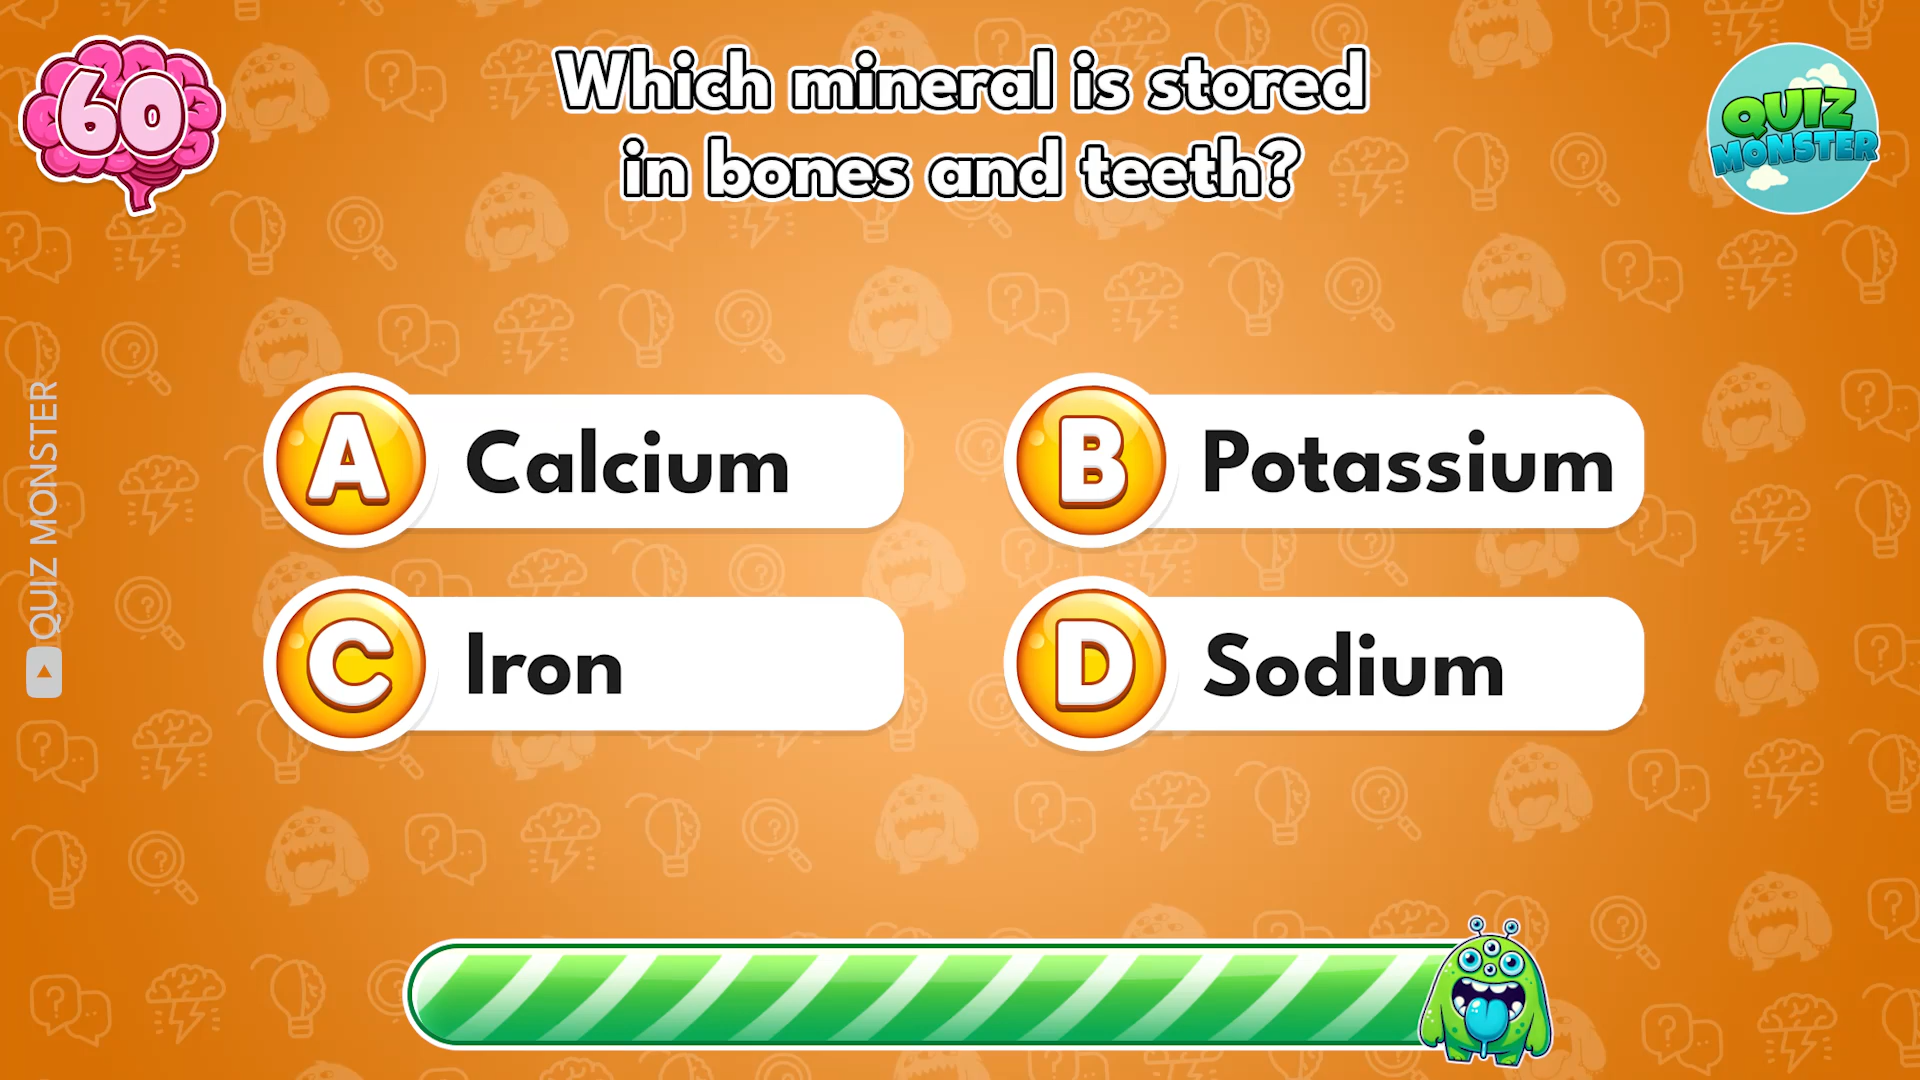 60
Which mineral is stored
in bones and teeth?
QUIZ
MONSTER
A Calcium
B Potassium
C Iron
D Sodium
QUIZ MONSTER